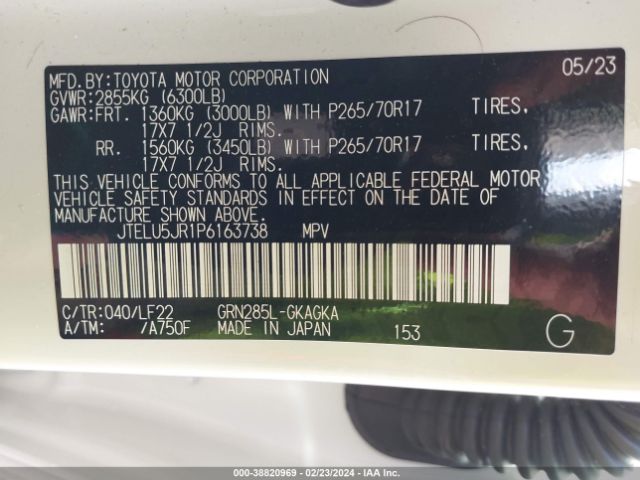 MFD.BY:TOYOTA MOTOR CORPORATION 05/23
GVWR:2855KG (6300LB)
GAWR:FRT. 1360KG (3000LB) WITH P265/70R17 TIRES,
17X7 1/2J RIMS.
RR. 1560KG (3450LB) WITH P265/70R17 TIRES,
17X7 1/2J RIMS.
THIS VEHICLE CONFORMS TO ALL APPLICABLE FEDERAL MOTOR
VEHICLE SAFETY STANDARDS IN EFFECT ON THE DATE OF
MANUFACTURE SHOWN ABOVE.
JTELU5JR1P6163738 MPV
C/TR:040/LF22 GRN285L-GKAGKA
A/TM: /A750F MADE IN JAPAN 153 G
000-38820969 - 02/23/2024 - IAA Inc.